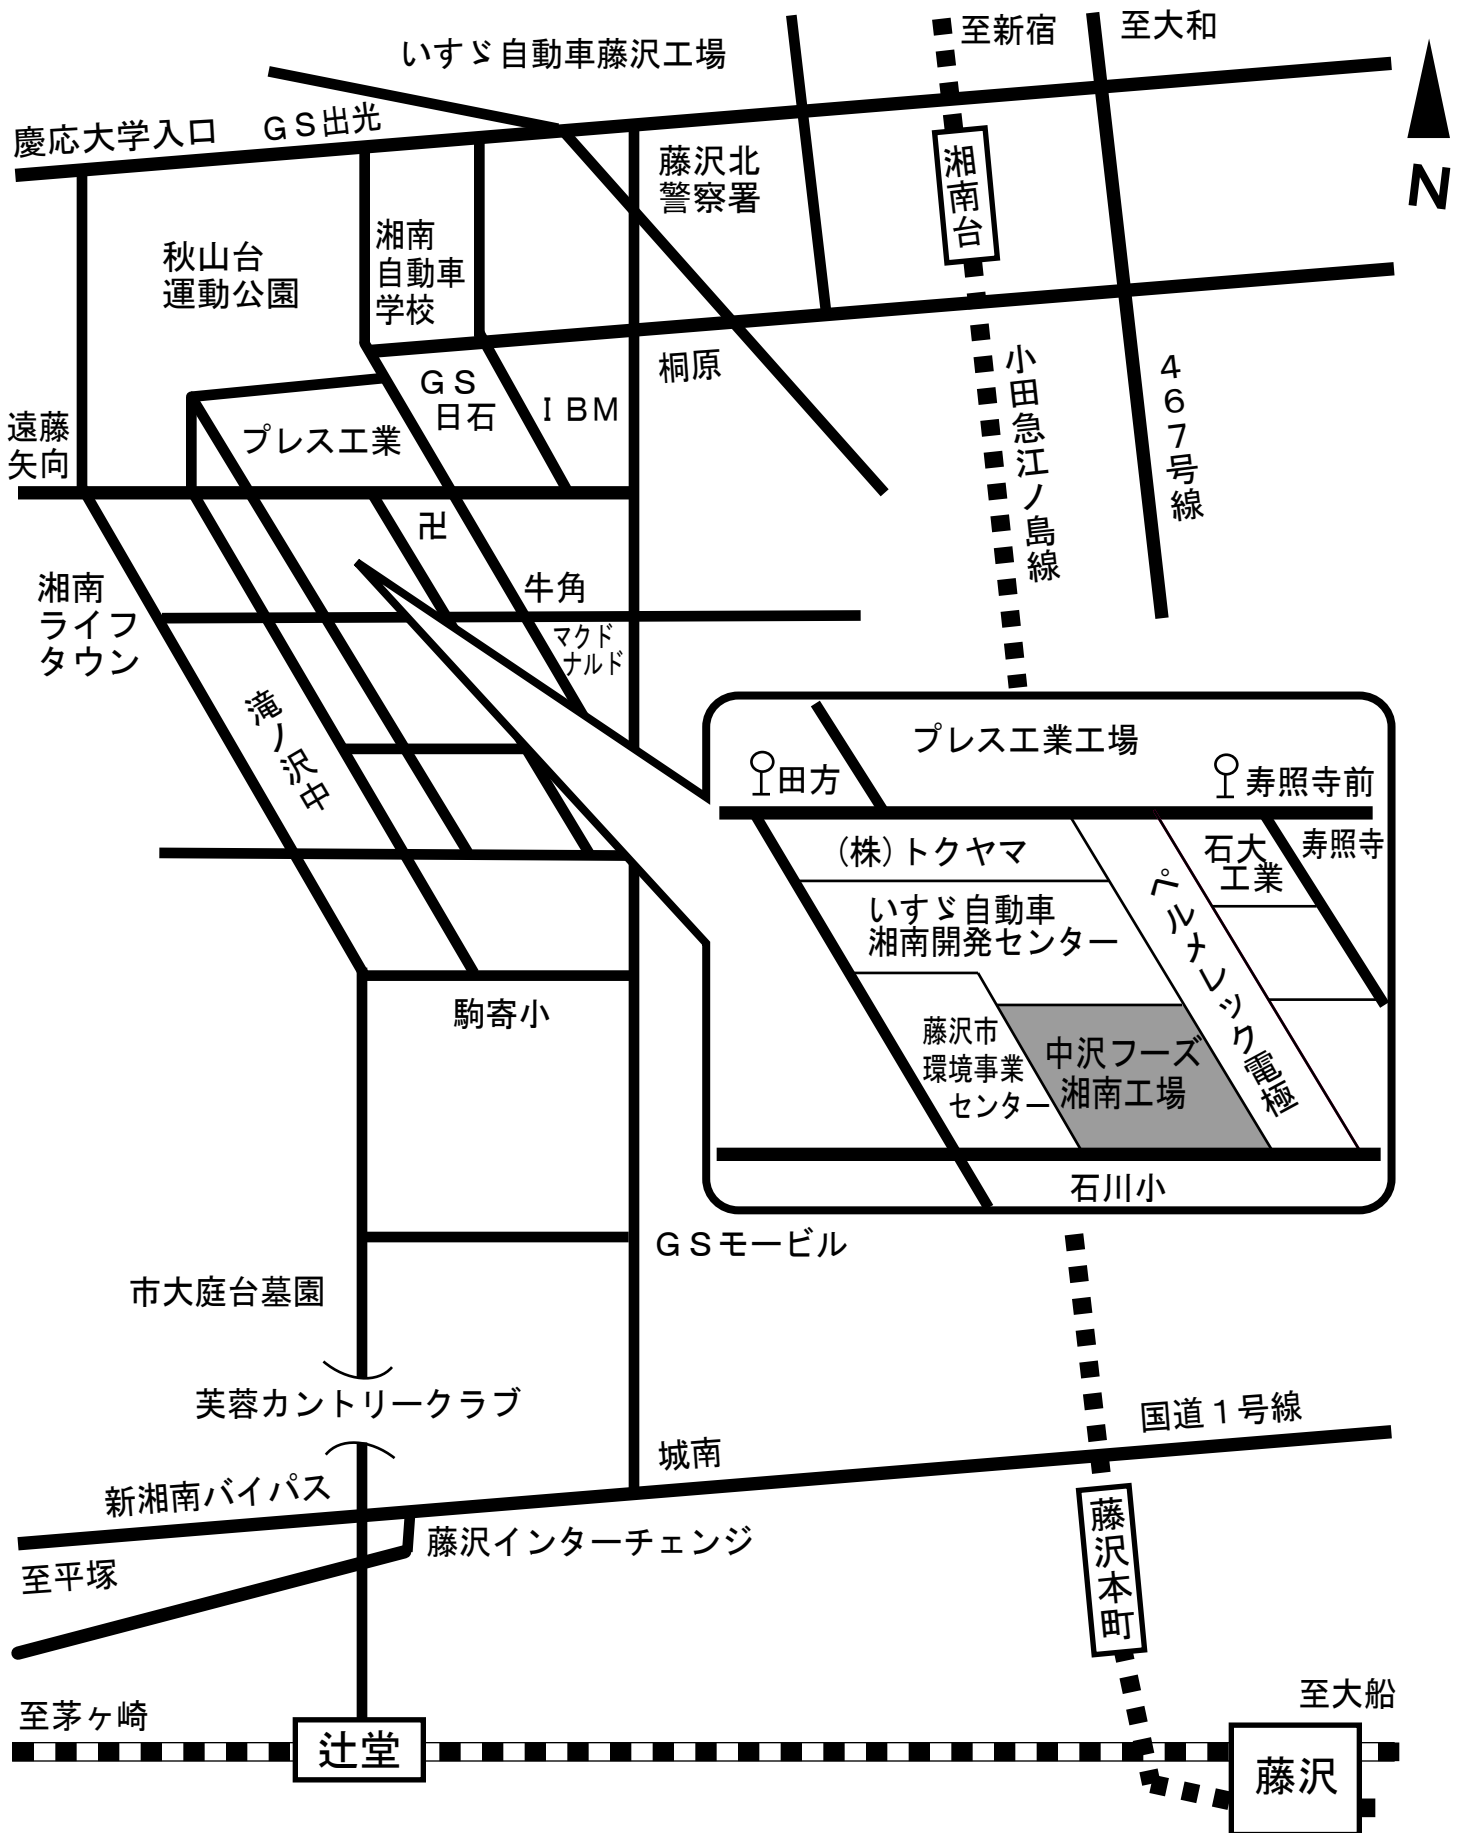 至新宿
至大和
いすゞ自動車藤沢工場
慶応大学入口
ＧＳ出光
藤沢北
警察署
湘南台
N
湘南
自動車
学校
秋山台
運動公園
桐原
小田急江ノ島線
４６７号線
ＧＳ
日石
ＩＢＭ
プレス工業
遠藤
矢向
卍
湘南
ライフ
タウン
牛角
マクド
ナルド
滝ノ沢中
プレス工業工場
田方
寿照寺前
(株)トクヤマ
石大
工業
寿照寺
いすゞ自動車
湘南開発センター
ペルメレック電極
藤沢市
環境事業
センター
中沢フーズ
湘南工場
石川小
駒寄小
ＧＳモービル
市大庭台墓園
芙蓉カントリークラブ
国道１号線
城南
新湘南バイパス
藤沢インターチェンジ
至平塚
藤沢本町
至茅ヶ崎
至大船
辻堂
藤沢